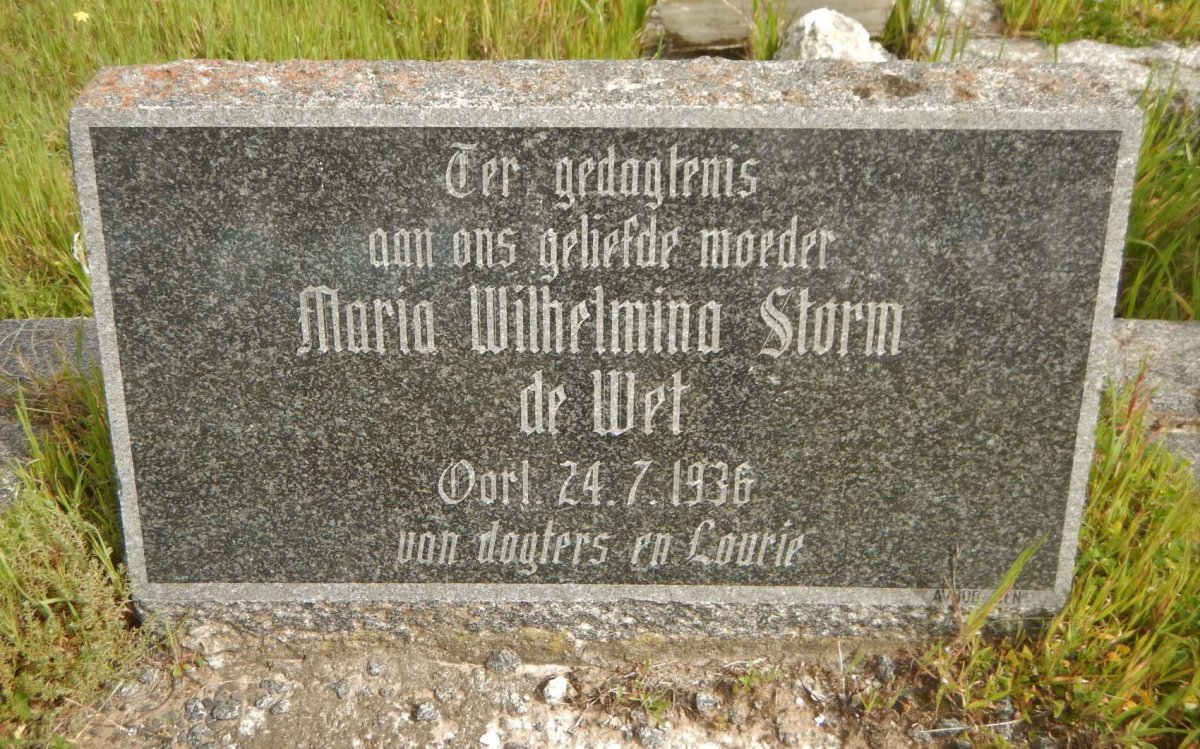 Ter gedagtenis
aan ons geliefde moeder
Maria Wilhelmina Storm
de Wet
Oorl. 24.7.1936
van dogters en Lourie